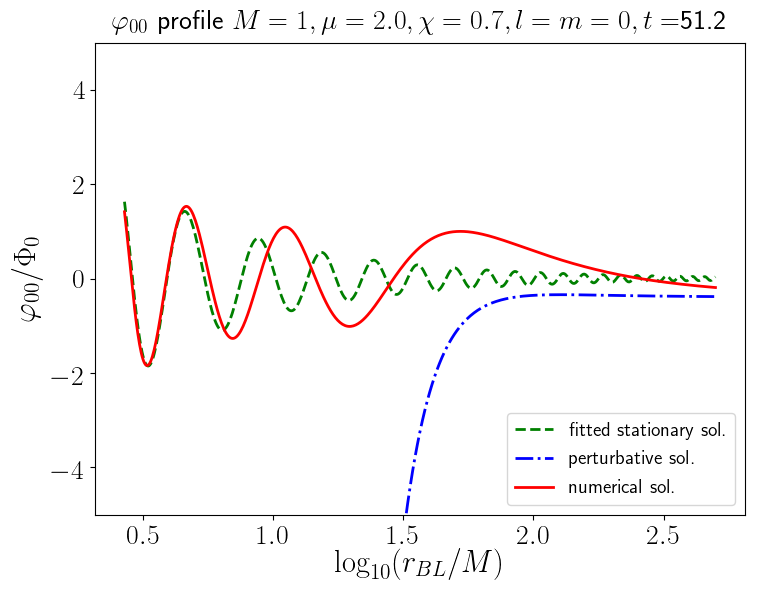 φ₀₀ profile M = 1, μ = 2.0, χ = 0.7, l = m = 0, t =51.2
φ₀₀/Φ₀
4
2
0
−2
−4
fitted stationary sol.
perturbative sol.
numerical sol.
0.5 1.0 1.5 2.0 2.5
log₁₀(r_BL/M)